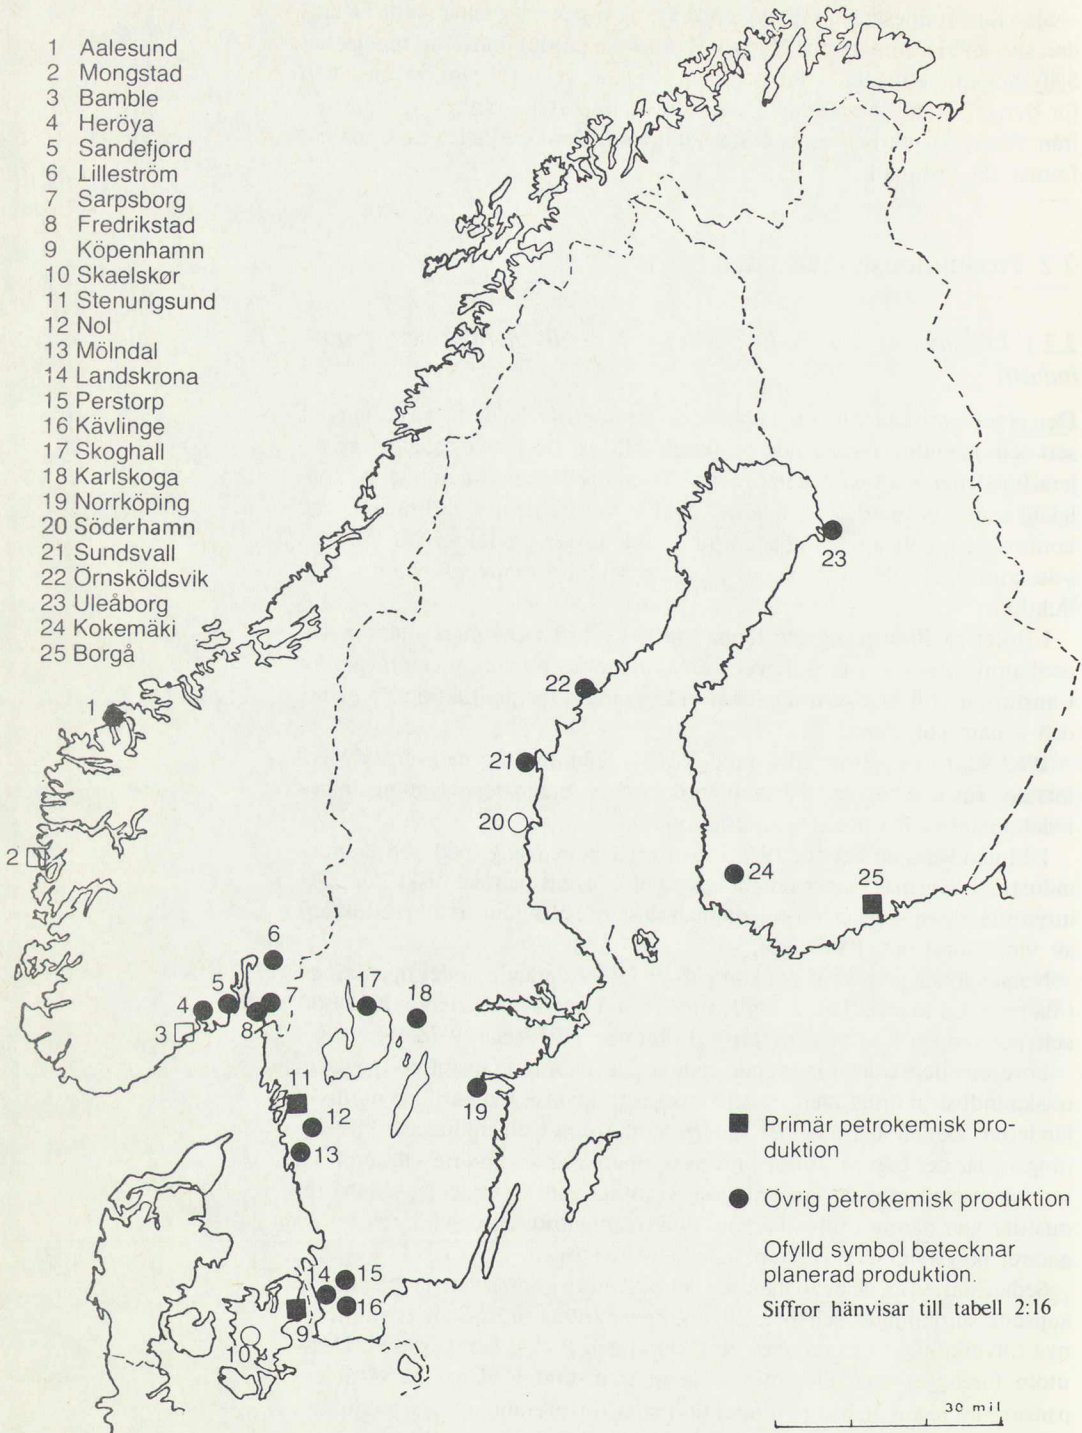 1 Aalesund
2 Mongstad
3 Bamble
4 Heröya
5 Sandefjord
6 Lilleström
7 Sarpsborg
8 Fredrikstad
9 Köpenhamn
10 Skaelskør
11 Stenungsund
12 Nol
13 Mölndal
14 Landskrona
15 Perstorp
16 Kävlinge
17 Skoghall
18 Karlskoga
19 Norrköping
20 Söderhamn
21 Sundsvall
22 Örnsköldsvik
23 Uleåborg
24 Kokemäki
25 Borgå
23
22
1
21
20
2
24
25
6
5
17
4
7
18
3
8
11
19
12
13
Primär petrokemisk pro-
duktion
Övrig petrokemisk produktion
Ofylld symbol betecknar
planerad produktion.
Siffror hänvisar till tabell 2:16
14
15
16
9
10
30 mil